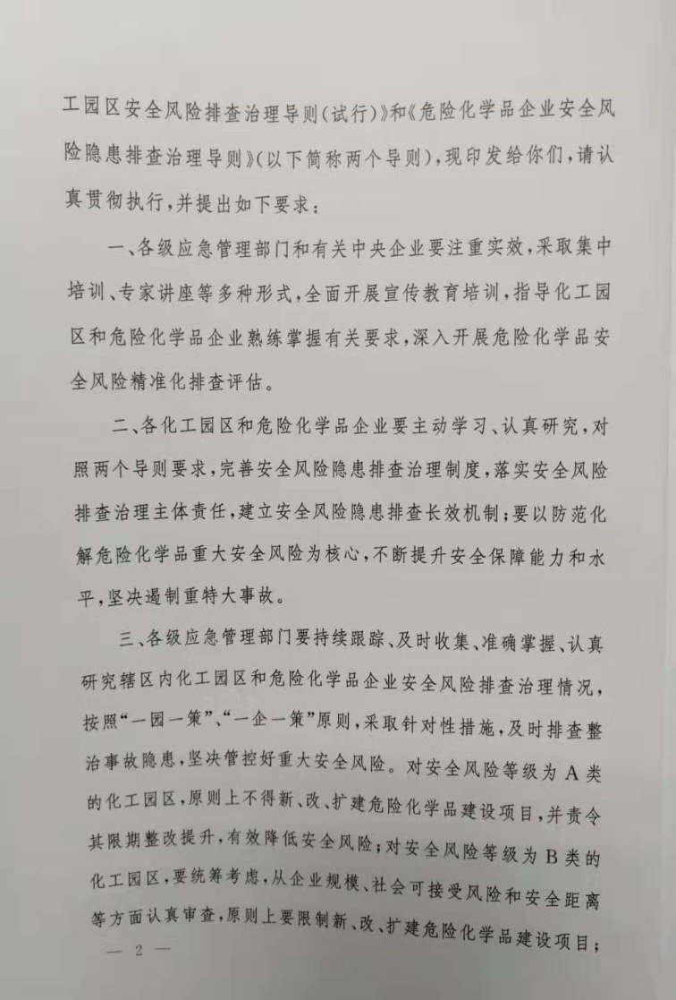 工园区安全风险排查治理导则(试行)》和《危险化学品企业安全风
险隐患排查治理导则》(以下简称两个导则),现印发给你们,请认
真贯彻执行,并提出如下要求:
一、各级应急管理部门和有关中央企业要注重实效,采取集中
培训、专家讲座等多种形式,全面开展宣传教育培训,指导化工园
区和危险化学品企业熟练掌握有关要求,深入开展危险化学品安
全风险精准化排查评估。
二、各化工园区和危险化学品企业要主动学习、认真研究,对
照两个导则要求,完善安全风险隐患排查治理制度,落实安全风险
排查治理主体责任,建立安全风险隐患排查长效机制;要以防范化
解危险化学品重大安全风险为核心,不断提升安全保障能力和水
平,坚决遏制重特大事故。
三、各级应急管理部门要持续跟踪、及时收集、准确掌握、认真
研究辖区内化工园区和危险化学品企业安全风险排查治理情况,
按照“一园一策”、“一企一策”原则,采取针对性措施,及时排查整
治事故隐患,坚决管控好重大安全风险。对安全风险等级为 A 类
的化工园区,原则上不得新、改、扩建危险化学品建设项目,并责令
其限期整改提升,有效降低安全风险;对安全风险等级为 B 类的
化工园区,要统筹考虑,从企业规模、社会可接受风险和安全距离
等方面认真审查,原则上要限制新、改、扩建危险化学品建设项目;
— 2 —